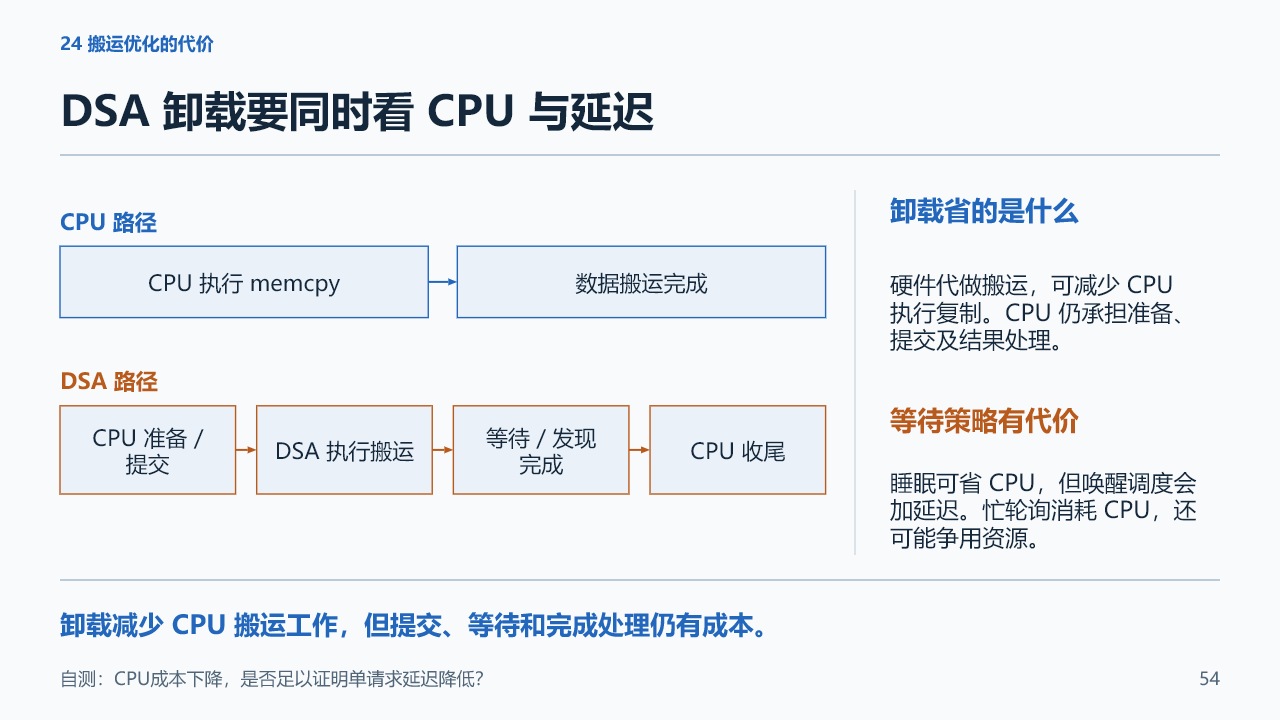 24 搬运优化的代价
DSA 卸载要同时看 CPU 与延迟
CPU 路径
CPU 执行 memcpy
数据搬运完成
DSA 路径
CPU 准备 /
提交
DSA 执行搬运
等待 / 发现
完成
CPU 收尾
卸载省的是什么
硬件代做搬运，可减少 CPU
执行复制。CPU 仍承担准备、
提交及结果处理。
等待策略有代价
睡眠可省 CPU，但唤醒调度会
加延迟。忙轮询消耗 CPU，还
可能争用资源。
卸载减少 CPU 搬运工作，但提交、等待和完成处理仍有成本。
自测：CPU成本下降，是否足以证明单请求延迟降低？
54